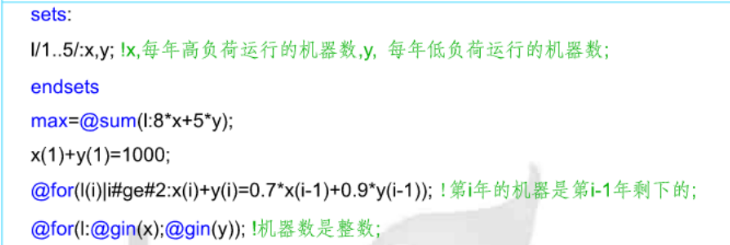 sets:
l/1..5/:x,y; !x,每年高负荷运行的机器数,y, 每年低负荷运行的机器数;
endsets
max=@sum(l:8*x+5*y);
x(1)+y(1)=1000;
@for(l(i)|i#ge#2:x(i)+y(i)=0.7*x(i-1)+0.9*y(i-1)); !第i年的机器是第i-1年剩下的;
@for(l:@gin(x);@gin(y)); !机器数是整数;